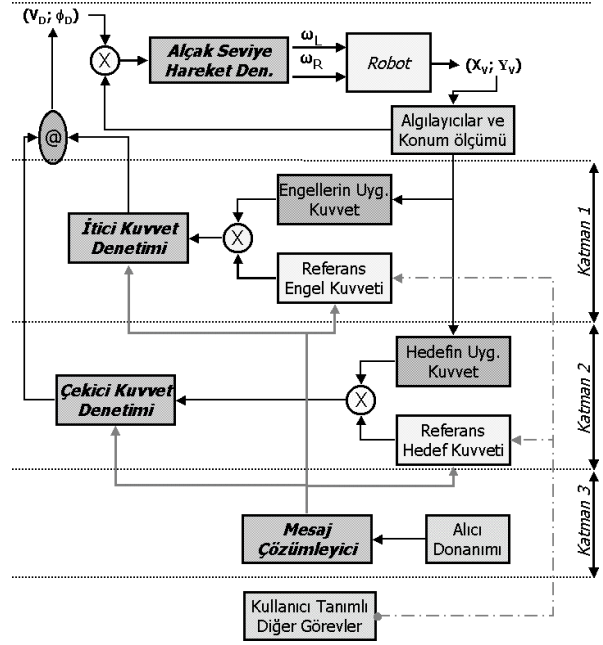 (V_D; ϕ_D)
X
Alçak Seviye
Hareket Den.
ω_L
ω_R
Robot
(X_V; Y_V)
Algılayıcılar ve
Konum ölçümü
@
Engellerin Uyg.
Kuvvet
İtici Kuvvet
Denetimi
X
Referans
Engel Kuvveti
Katman 1
Hedefin Uyg.
Kuvvet
Çekici Kuvvet
Denetimi
X
Referans
Hedef Kuvveti
Katman 2
Mesaj
Çözümleyici
Alıcı
Donanımı
Katman 3
Kullanıcı Tanımlı
Diğer Görevler